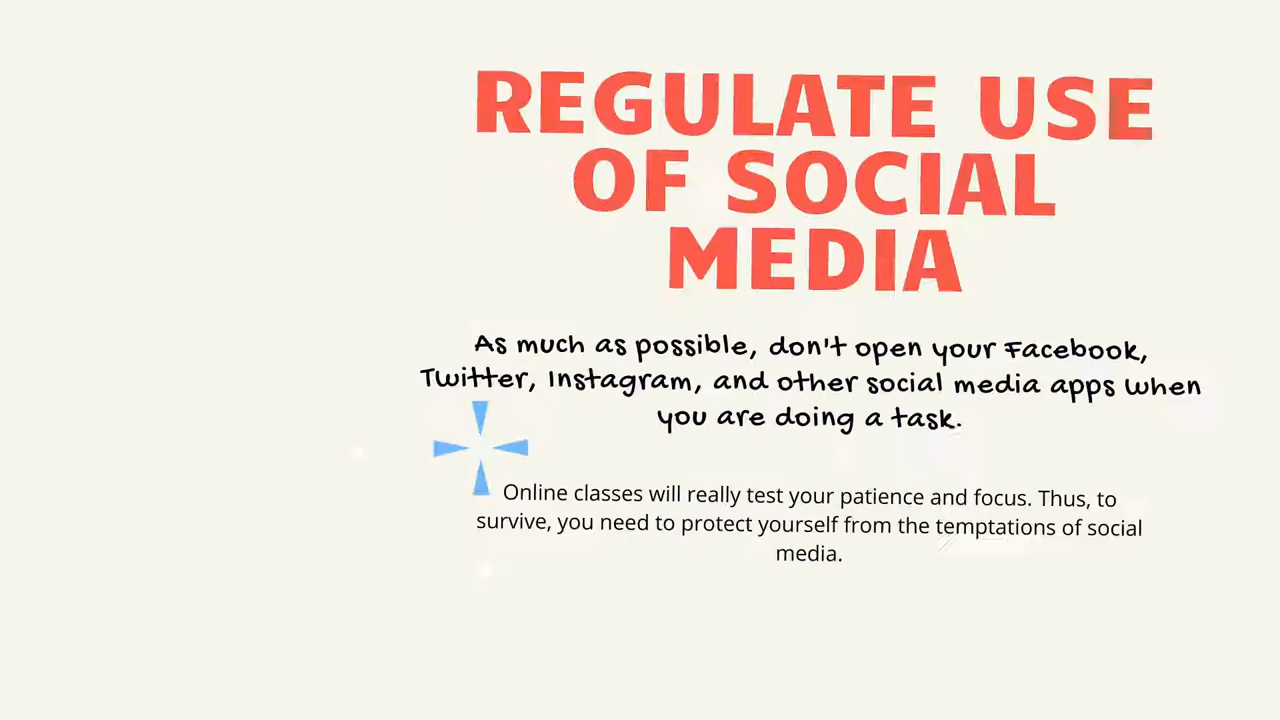 REGULATE USE
OF SOCIAL
MEDIA
As much as possible, don't open your Facebook,
Twitter, Instagram, and other social media apps when
you are doing a task.
Online classes will really test your patience and focus. Thus, to
survive, you need to protect yourself from the temptations of social
media.